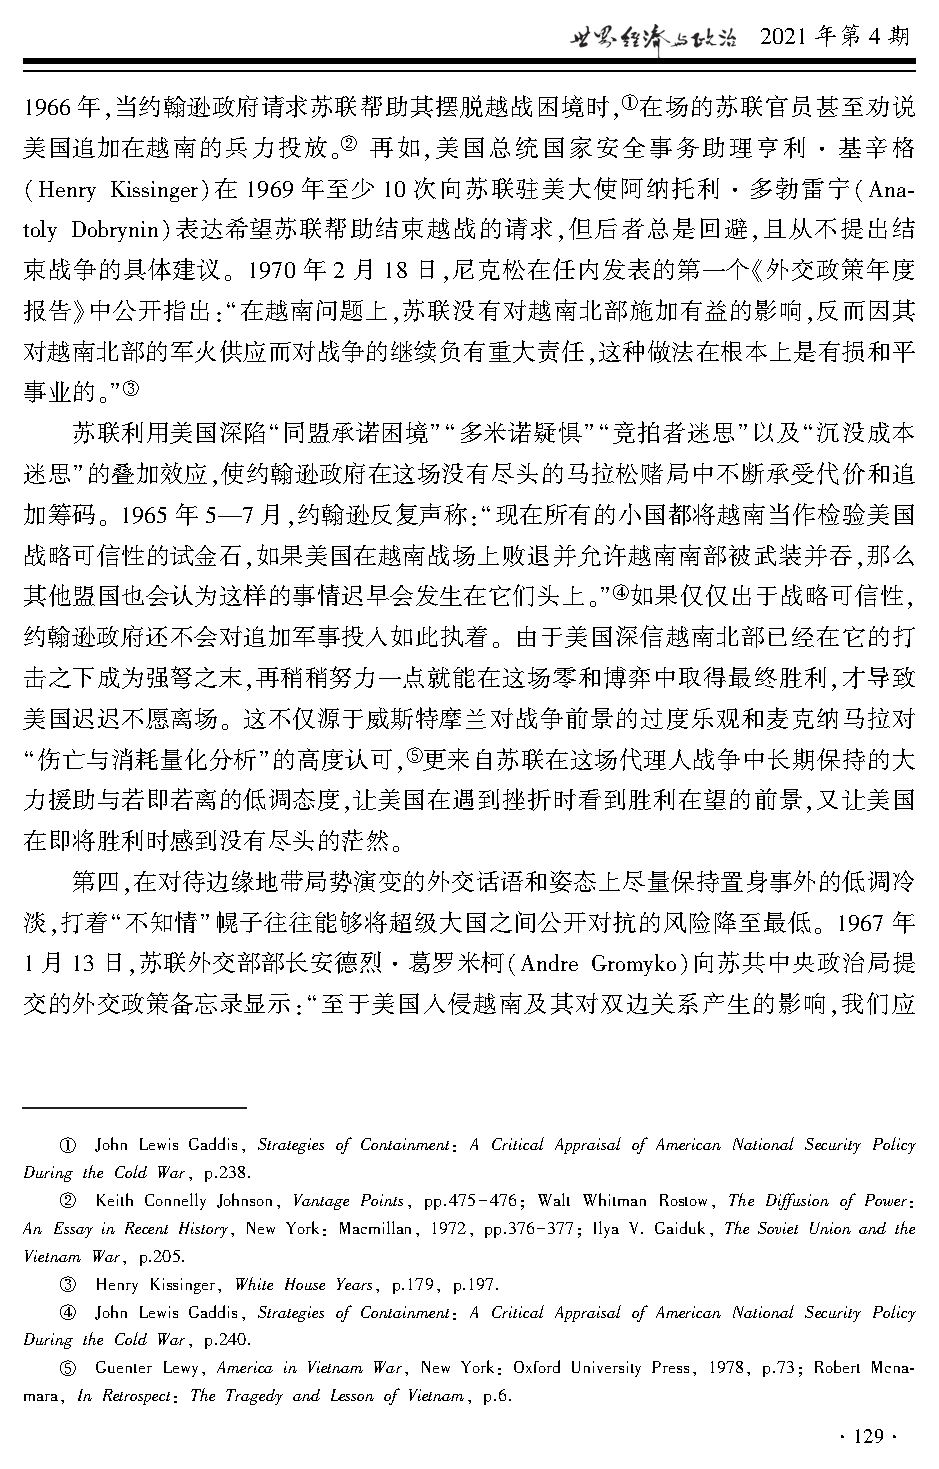 世界经济与政治 2021 年第 4 期
1966 年,当约翰逊政府请求苏联帮助其摆脱越战困境时,①在场的苏联官员甚至劝说
美国追加在越南的兵力投放。② 再如,美国总统国家安全事务助理亨利·基辛格
(Henry Kissinger)在 1969 年至少 10 次向苏联驻美大使阿纳托利·多勃雷宁(Ana-
toly Dobrynin)表达希望苏联帮助结束越战的请求,但后者总是回避,且从不提出结
束战争的具体建议。1970 年 2 月 18 日,尼克松在任内发表的第一个《外交政策年度
报告》中公开指出:“在越南问题上,苏联没有对越南北部施加有益的影响,反而因其
对越南北部的军火供应而对战争的继续负有重大责任,这种做法在根本上是有损和平
事业的。”③
苏联利用美国深陷“同盟承诺困境”“多米诺疑惧”“竞拍者迷思”以及“沉没成本
迷思”的叠加效应,使约翰逊政府在这场没有尽头的马拉松赌局中不断承受代价和追
加筹码。1965 年 5—7 月,约翰逊反复声称:“现在所有的小国都将越南当作检验美国
战略可信性的试金石,如果美国在越南战场上败退并允许越南南部被武装并吞,那么
其他盟国也会认为这样的事情迟早会发生在它们头上。”④如果仅仅出于战略可信性,
约翰逊政府还不会对追加军事投入如此执着。由于美国深信越南北部已经在它的打
击之下成为强弩之末,再稍稍努力一点就能在这场零和博弈中取得最终胜利,才导致
美国迟迟不愿离场。这不仅源于威斯特摩兰对战争前景的过度乐观和麦克纳马拉对
“伤亡与消耗量化分析”的高度认可,⑤更来自苏联在这场代理人战争中长期保持的大
力援助与若即若离的低调态度,让美国在遇到挫折时看到胜利在望的前景,又让美国
在即将胜利时感到没有尽头的茫然。
第四,在对待边缘地带局势演变的外交话语和姿态上尽量保持置身事外的低调冷
淡,打着“不知情”幌子往往能够将超级大国之间公开对抗的风险降至最低。1967 年
1 月 13 日,苏联外交部部长安德烈·葛罗米柯(Andre Gromyko)向苏共中央政治局提
交的外交政策备忘录显示:“至于美国入侵越南及其对双边关系产生的影响,我们应
① John Lewis Gaddis, Strategies of Containment: A Critical Appraisal of American National Security Policy
During the Cold War, p.238.
② Keith Connelly Johnson, Vantage Points, pp.475-476; Walt Whitman Rostow, The Diffusion of Power:
An Essay in Recent History, New York: Macmillan, 1972, pp.376-377; Ilya V. Gaiduk, The Soviet Union and the
Vietnam War, p.205.
③ Henry Kissinger, White House Years, p.179, p.197.
④ John Lewis Gaddis, Strategies of Containment: A Critical Appraisal of American National Security Policy
During the Cold War, p.240.
⑤ Guenter Lewy, America in Vietnam War, New York: Oxford University Press, 1978, p.73; Robert Mcna-
mara, In Retrospect: The Tragedy and Lesson of Vietnam, p.6.
·129·